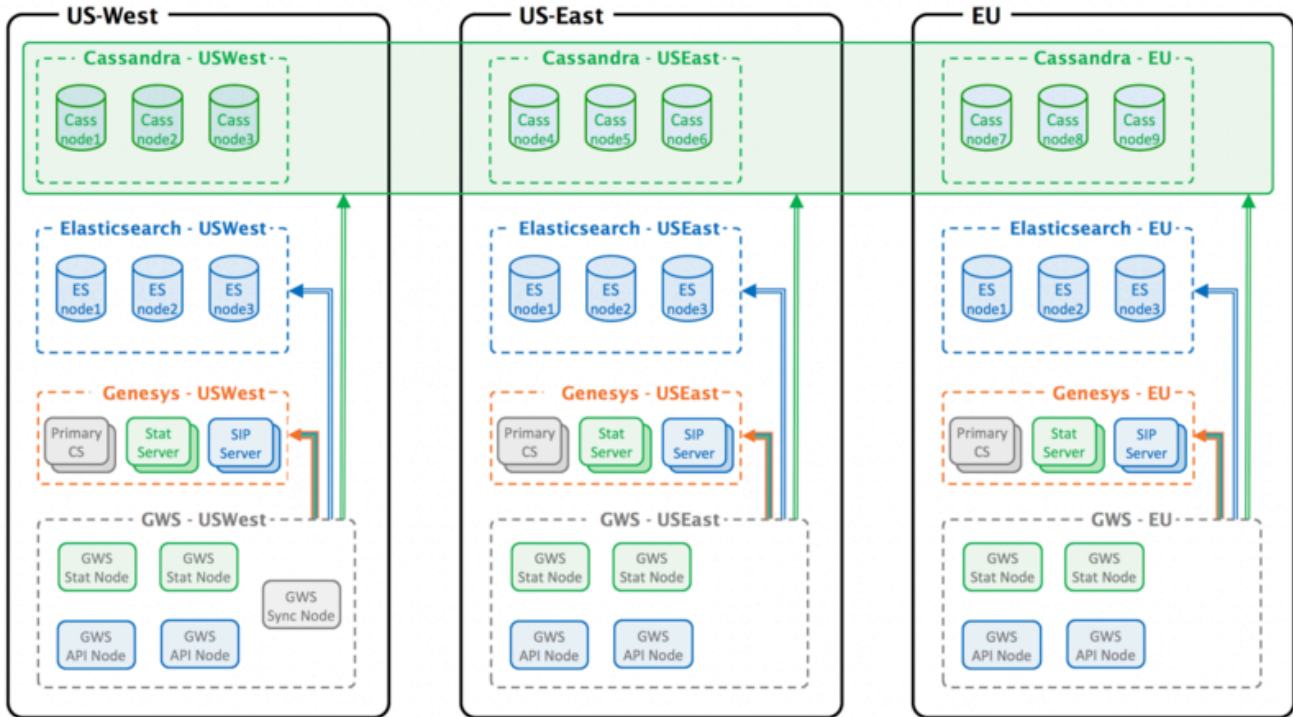 US-West
US-East
EU
Cassandra - USWest
Cassandra - USEast
Cassandra - EU
Cass
node1
Cass
node2
Cass
node3
Cass
node4
Cass
node5
Cass
node6
Cass
node7
Cass
node8
Cass
node9
Elasticsearch - USWest
Elasticsearch - USEast
Elasticsearch - EU
ES
node1
ES
node2
ES
node3
ES
node1
ES
node2
ES
node3
ES
node1
ES
node2
ES
node3
Genesys - USWest
Genesys - USEast
Genesys - EU
Primary
CS
Stat
Server
SIP
Server
Primary
CS
Stat
Server
SIP
Server
Primary
CS
Stat
Server
SIP
Server
GWS - USWest
GWS - USEast
GWS - EU
GWS
Stat Node
GWS
Stat Node
GWS
Sync Node
GWS
API Node
GWS
API Node
GWS
Stat Node
GWS
Stat Node
GWS
API Node
GWS
API Node
GWS
Stat Node
GWS
Stat Node
GWS
API Node
GWS
API Node